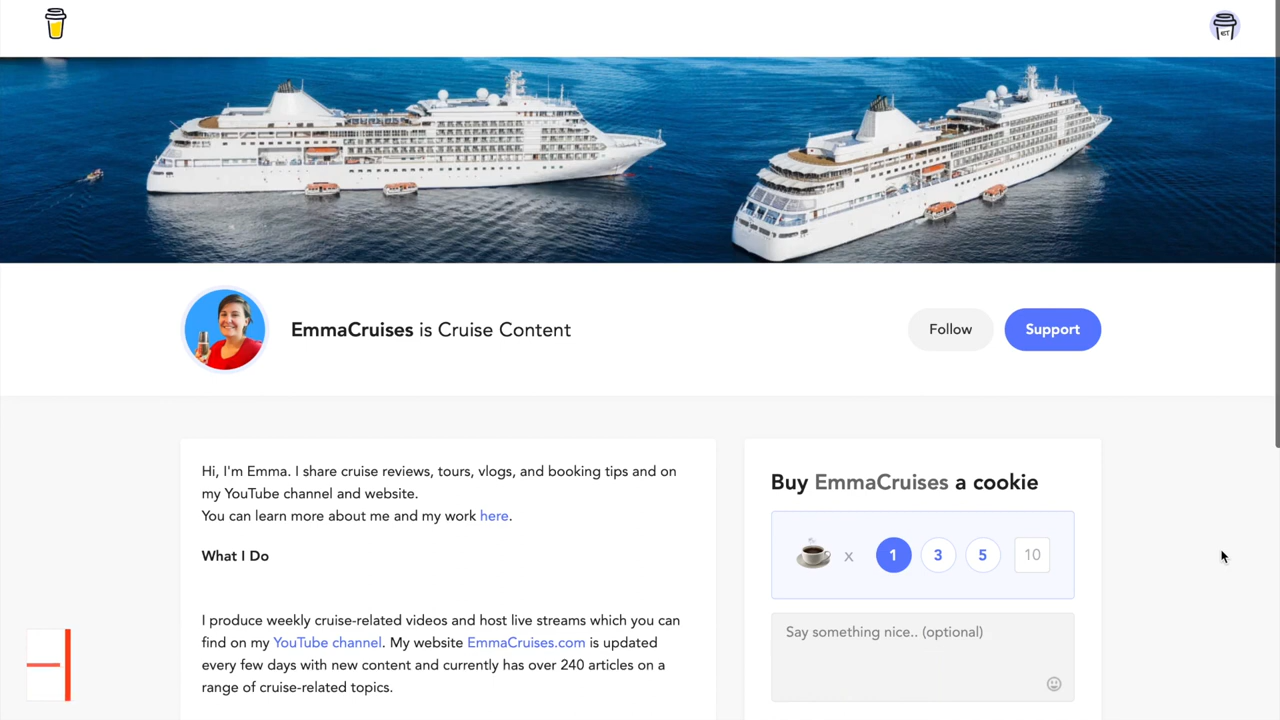 EmmaCruises is Cruise Content
Follow
Support
Hi, I'm Emma. I share cruise reviews, tours, vlogs, and booking tips and on
my YouTube channel and website.
You can learn more about me and my work here.
What I Do
I produce weekly cruise-related videos and host live streams which you can
find on my YouTube channel. My website EmmaCruises.com is updated
every few days with new content and currently has over 240 articles on a
range of cruise-related topics.
Buy EmmaCruises a cookie
x 1 3 5 10
Say something nice.. (optional)